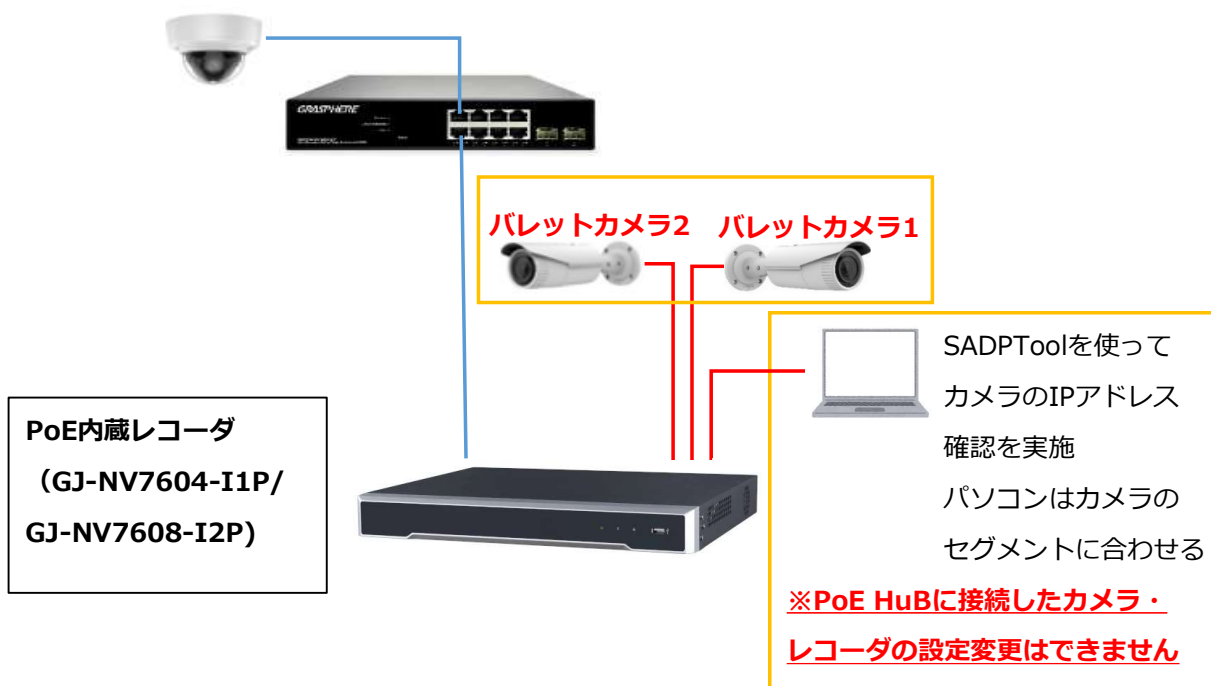 GRASPHERE
バレットカメラ2
バレットカメラ1
SADPToolを使って
カメラのIPアドレス
確認を実施
パソコンはカメラの
セグメントに合わせる
※PoE HuBに接続したカメラ・
レコーダの設定変更はできません
PoE内蔵レコーダ
（GJ-NV7604-I1P/
GJ-NV7608-I2P)